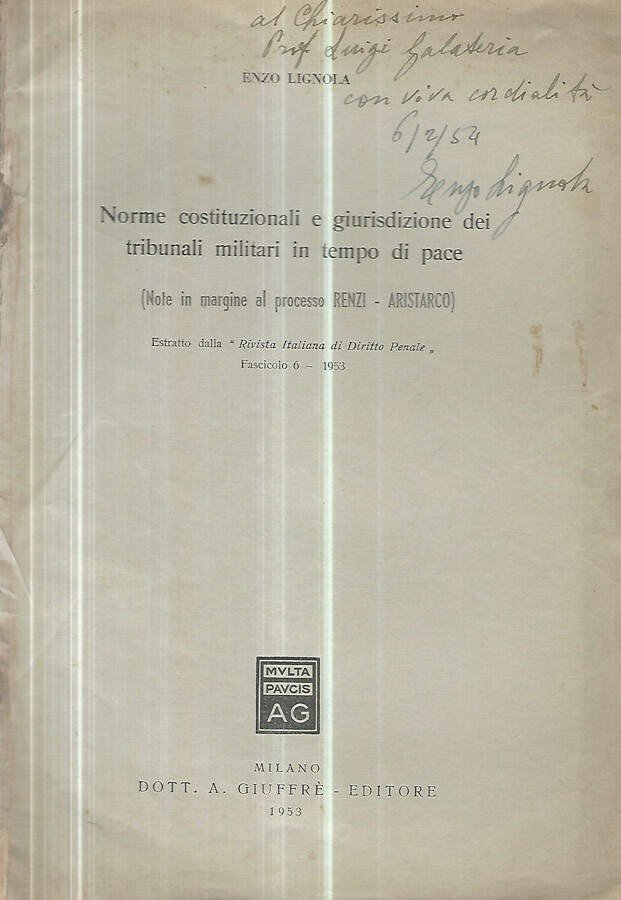 al Chiarissimo
Prof. Luigi Galateria
ENZO LIGNOLA
con viva cordialità
6/2/54
Enzo Lignola
Norme costituzionali e giurisdizione dei
tribunali militari in tempo di pace
(Note in margine al processo RENZI - ARISTARCO)
Estratto dalla “ Rivista Italiana di Diritto Penale „
Fascicolo 6 – 1953
MVLTA
PAVCIS
AG
MILANO
DOTT. A. GIUFFRÈ - EDITORE
1953